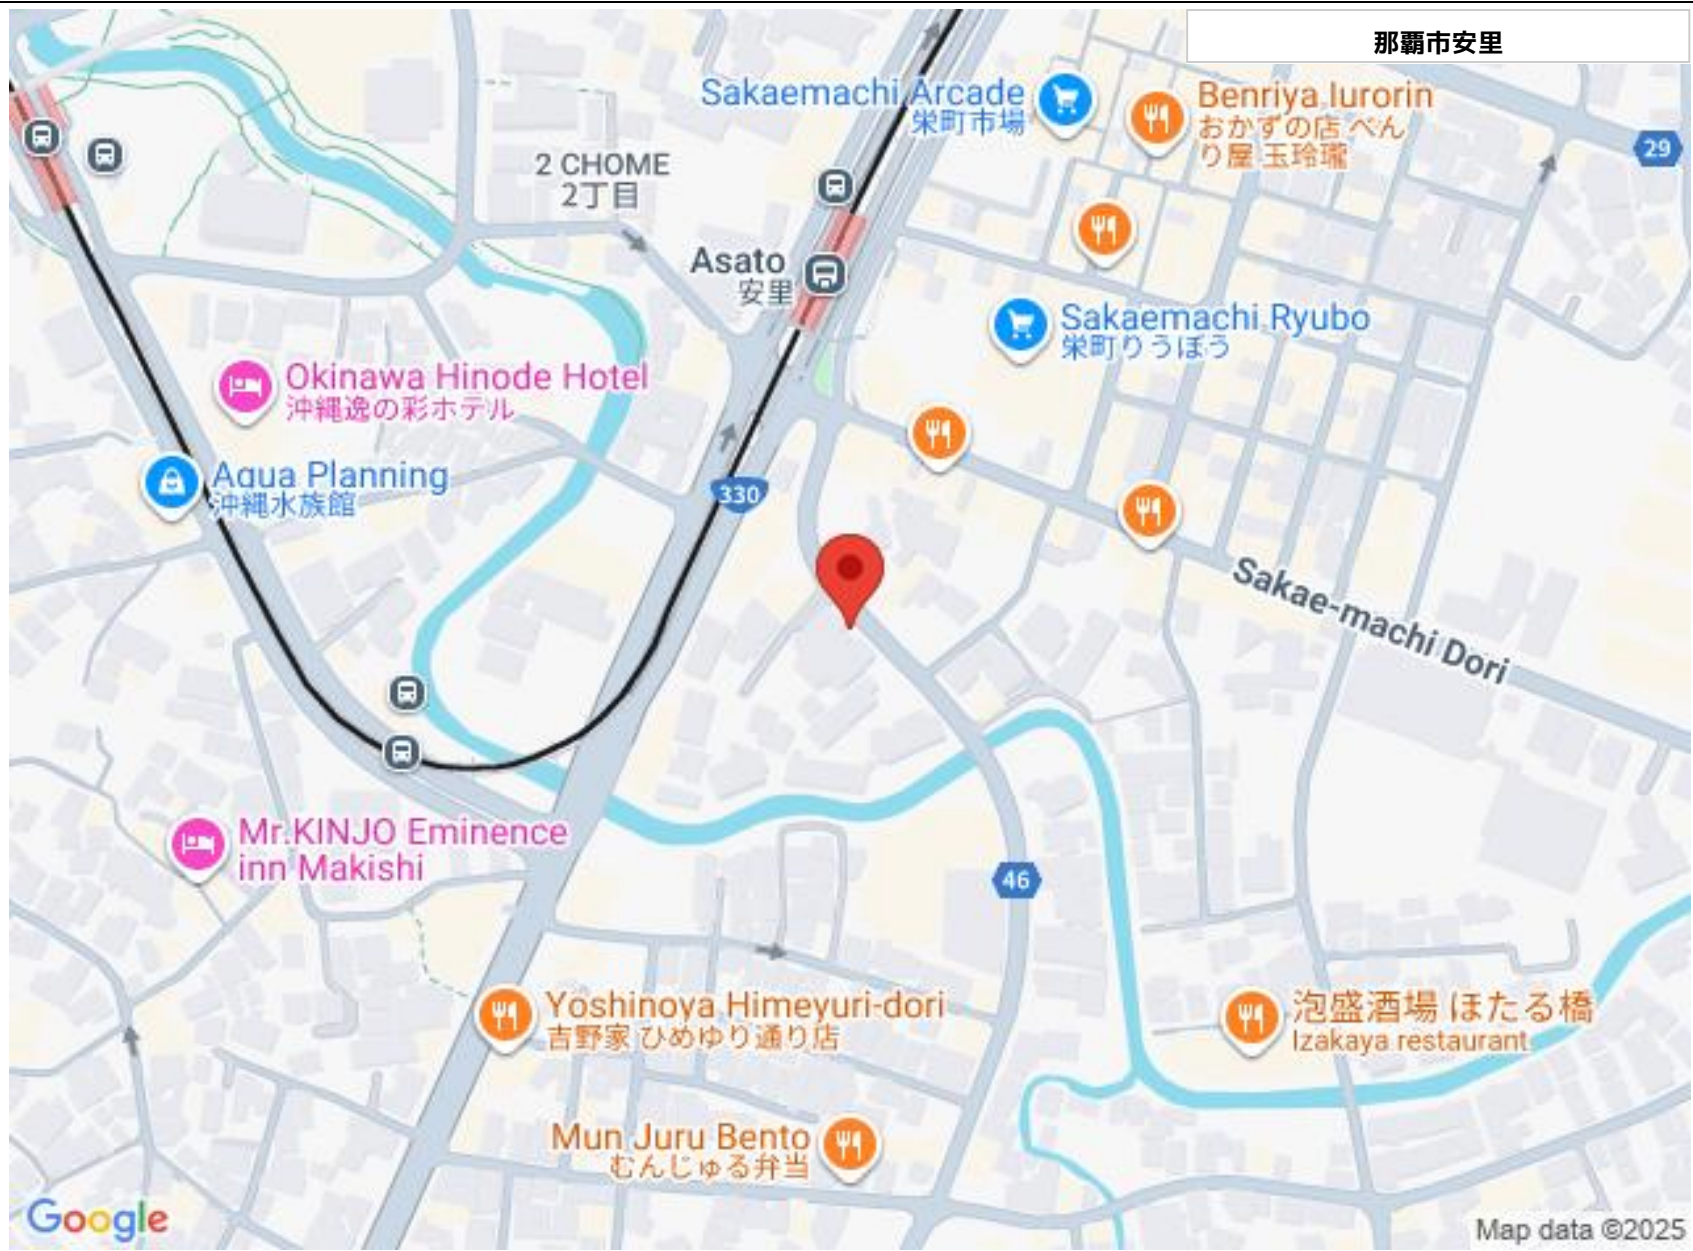 那覇市安里
Sakaemachi Arcade
栄町市場
Benriya Iurorin
おかずの店 べん
り屋 玉玲瓏
29
2 CHOME
2丁目
Asato
安里
Sakaemachi Ryubo
栄町りうぼう
Okinawa Hinode Hotel
沖縄逸の彩ホテル
Aqua Planning
沖縄水族館
330
Sakae-machi Dori
Mr.KINJO Eminence
inn Makishi
46
Yoshinoya Himeyuri-dori
吉野家 ひめゆり通り店
泡盛酒場 ほたる橋
Izakaya restaurant
Mun Juru Bento
むんじゅる弁当
Google
Map data ©2025